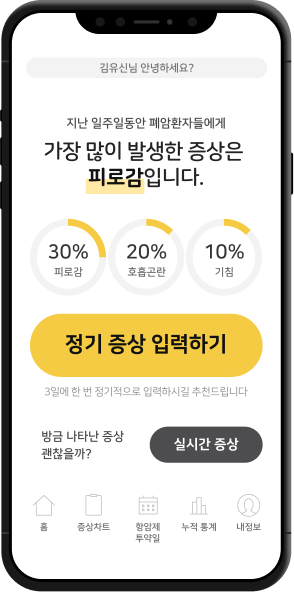 김유신님 안녕하세요?
지난 일주일동안 폐암환자들에게
가장 많이 발생한 증상은
피로감입니다.
30% 20% 10%
피로감 호흡곤란 기침
정기 증상 입력하기
3일에 한 번 정기적으로 입력하시길 추천드립니다
방금 나타난 증상
괜찮을까?
실시간 증상
홈 증상차트 항암제 누적 통계 내정보
투약일